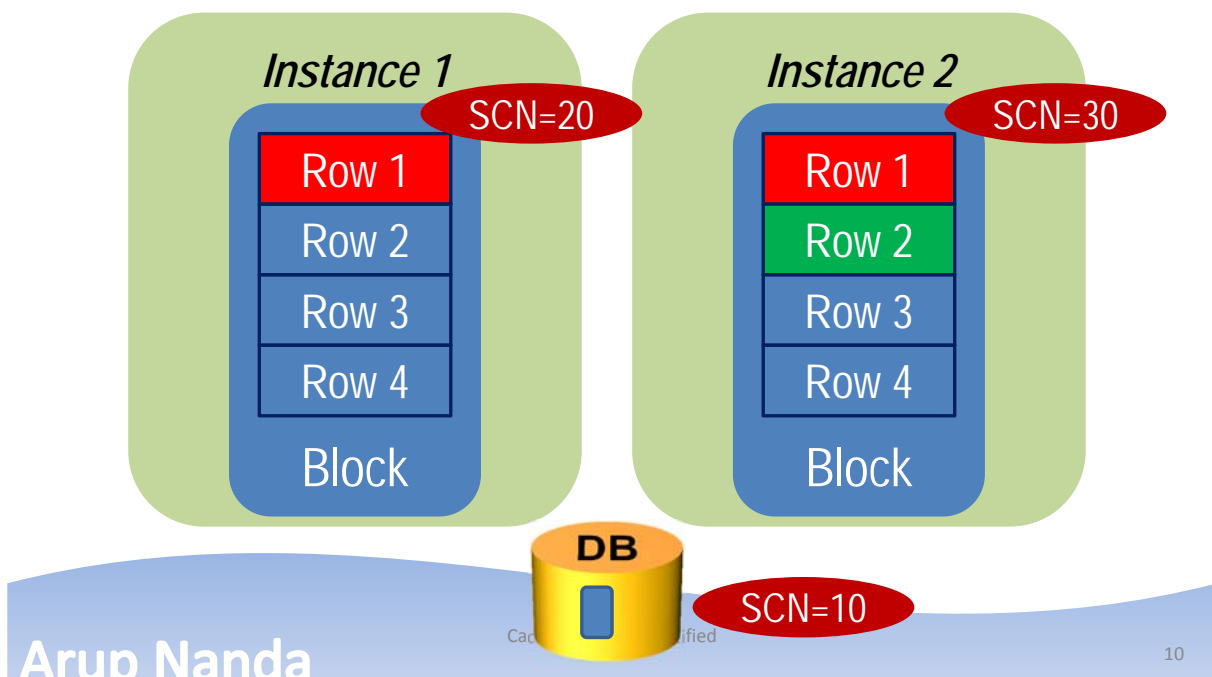 Instance 1
SCN=20
Row 1
Row 2
Row 3
Row 4
Block
Instance 2
SCN=30
Row 1
Row 2
Row 3
Row 4
Block
DB
SCN=10
Arup Nanda
10